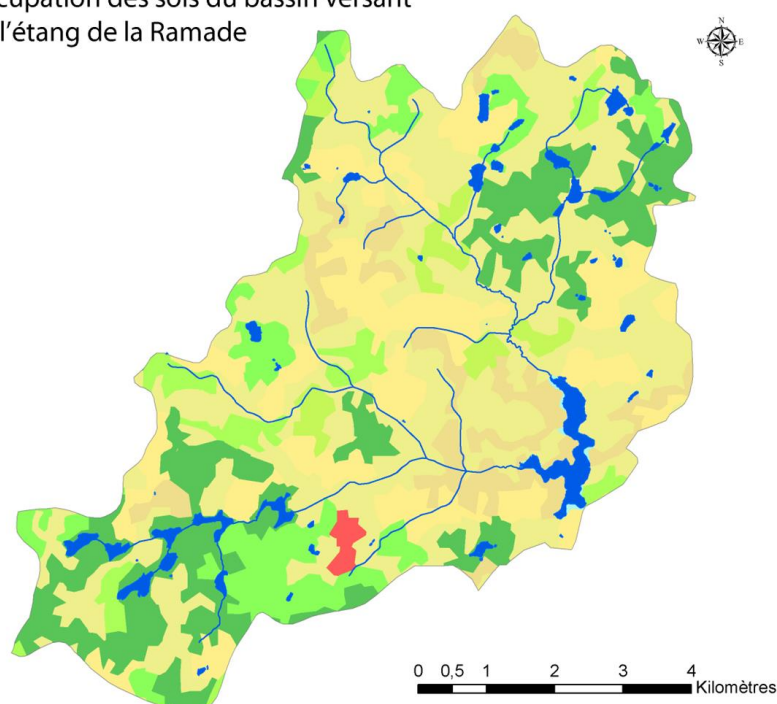 cupation des sols du bassin versant
l'étang de la Ramade
N
W E
S
0 0,5 1 2 3 4
Kilomètres